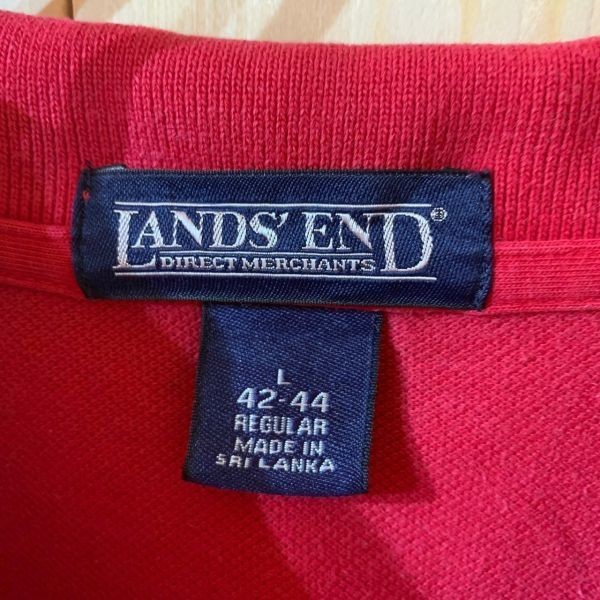 LANDS' END®
DIRECT MERCHANTS
L
42-44
REGULAR
MADE IN
SRI LANKA